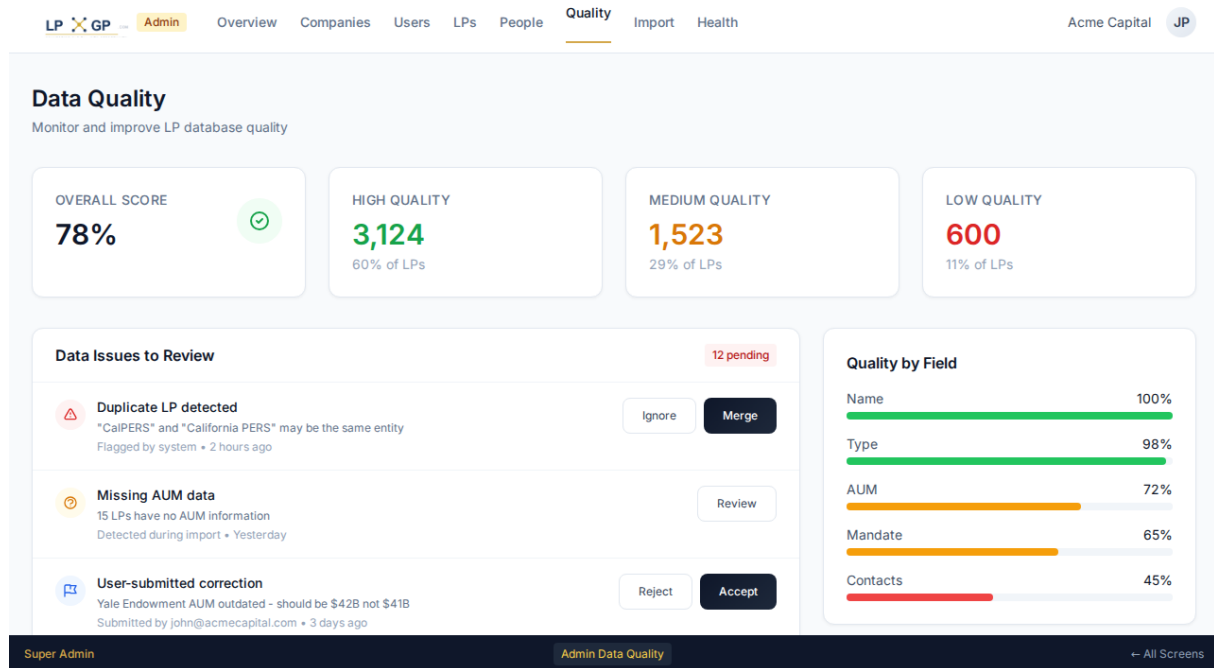 LP GP Admin Overview Companies Users LPs People Quality Import Health Acme Capital JP
Data Quality
Monitor and improve LP database quality
OVERALL SCORE
78%
HIGH QUALITY
3,124
60% of LPs
MEDIUM QUALITY
1,523
29% of LPs
LOW QUALITY
600
11% of LPs
Data Issues to Review
12 pending
Duplicate LP detected
"CalPERS" and "California PERS" may be the same entity
Flagged by system • 2 hours ago
Ignore
Merge
Missing AUM data
15 LPs have no AUM information
Detected during import • Yesterday
Review
User-submitted correction
Yale Endowment AUM outdated - should be $42B not $41B
Submitted by john@acmecapital.com • 3 days ago
Reject
Accept
Quality by Field
Name 100%
Type 98%
AUM 72%
Mandate 65%
Contacts 45%
Super Admin
Admin Data Quality
← All Screens